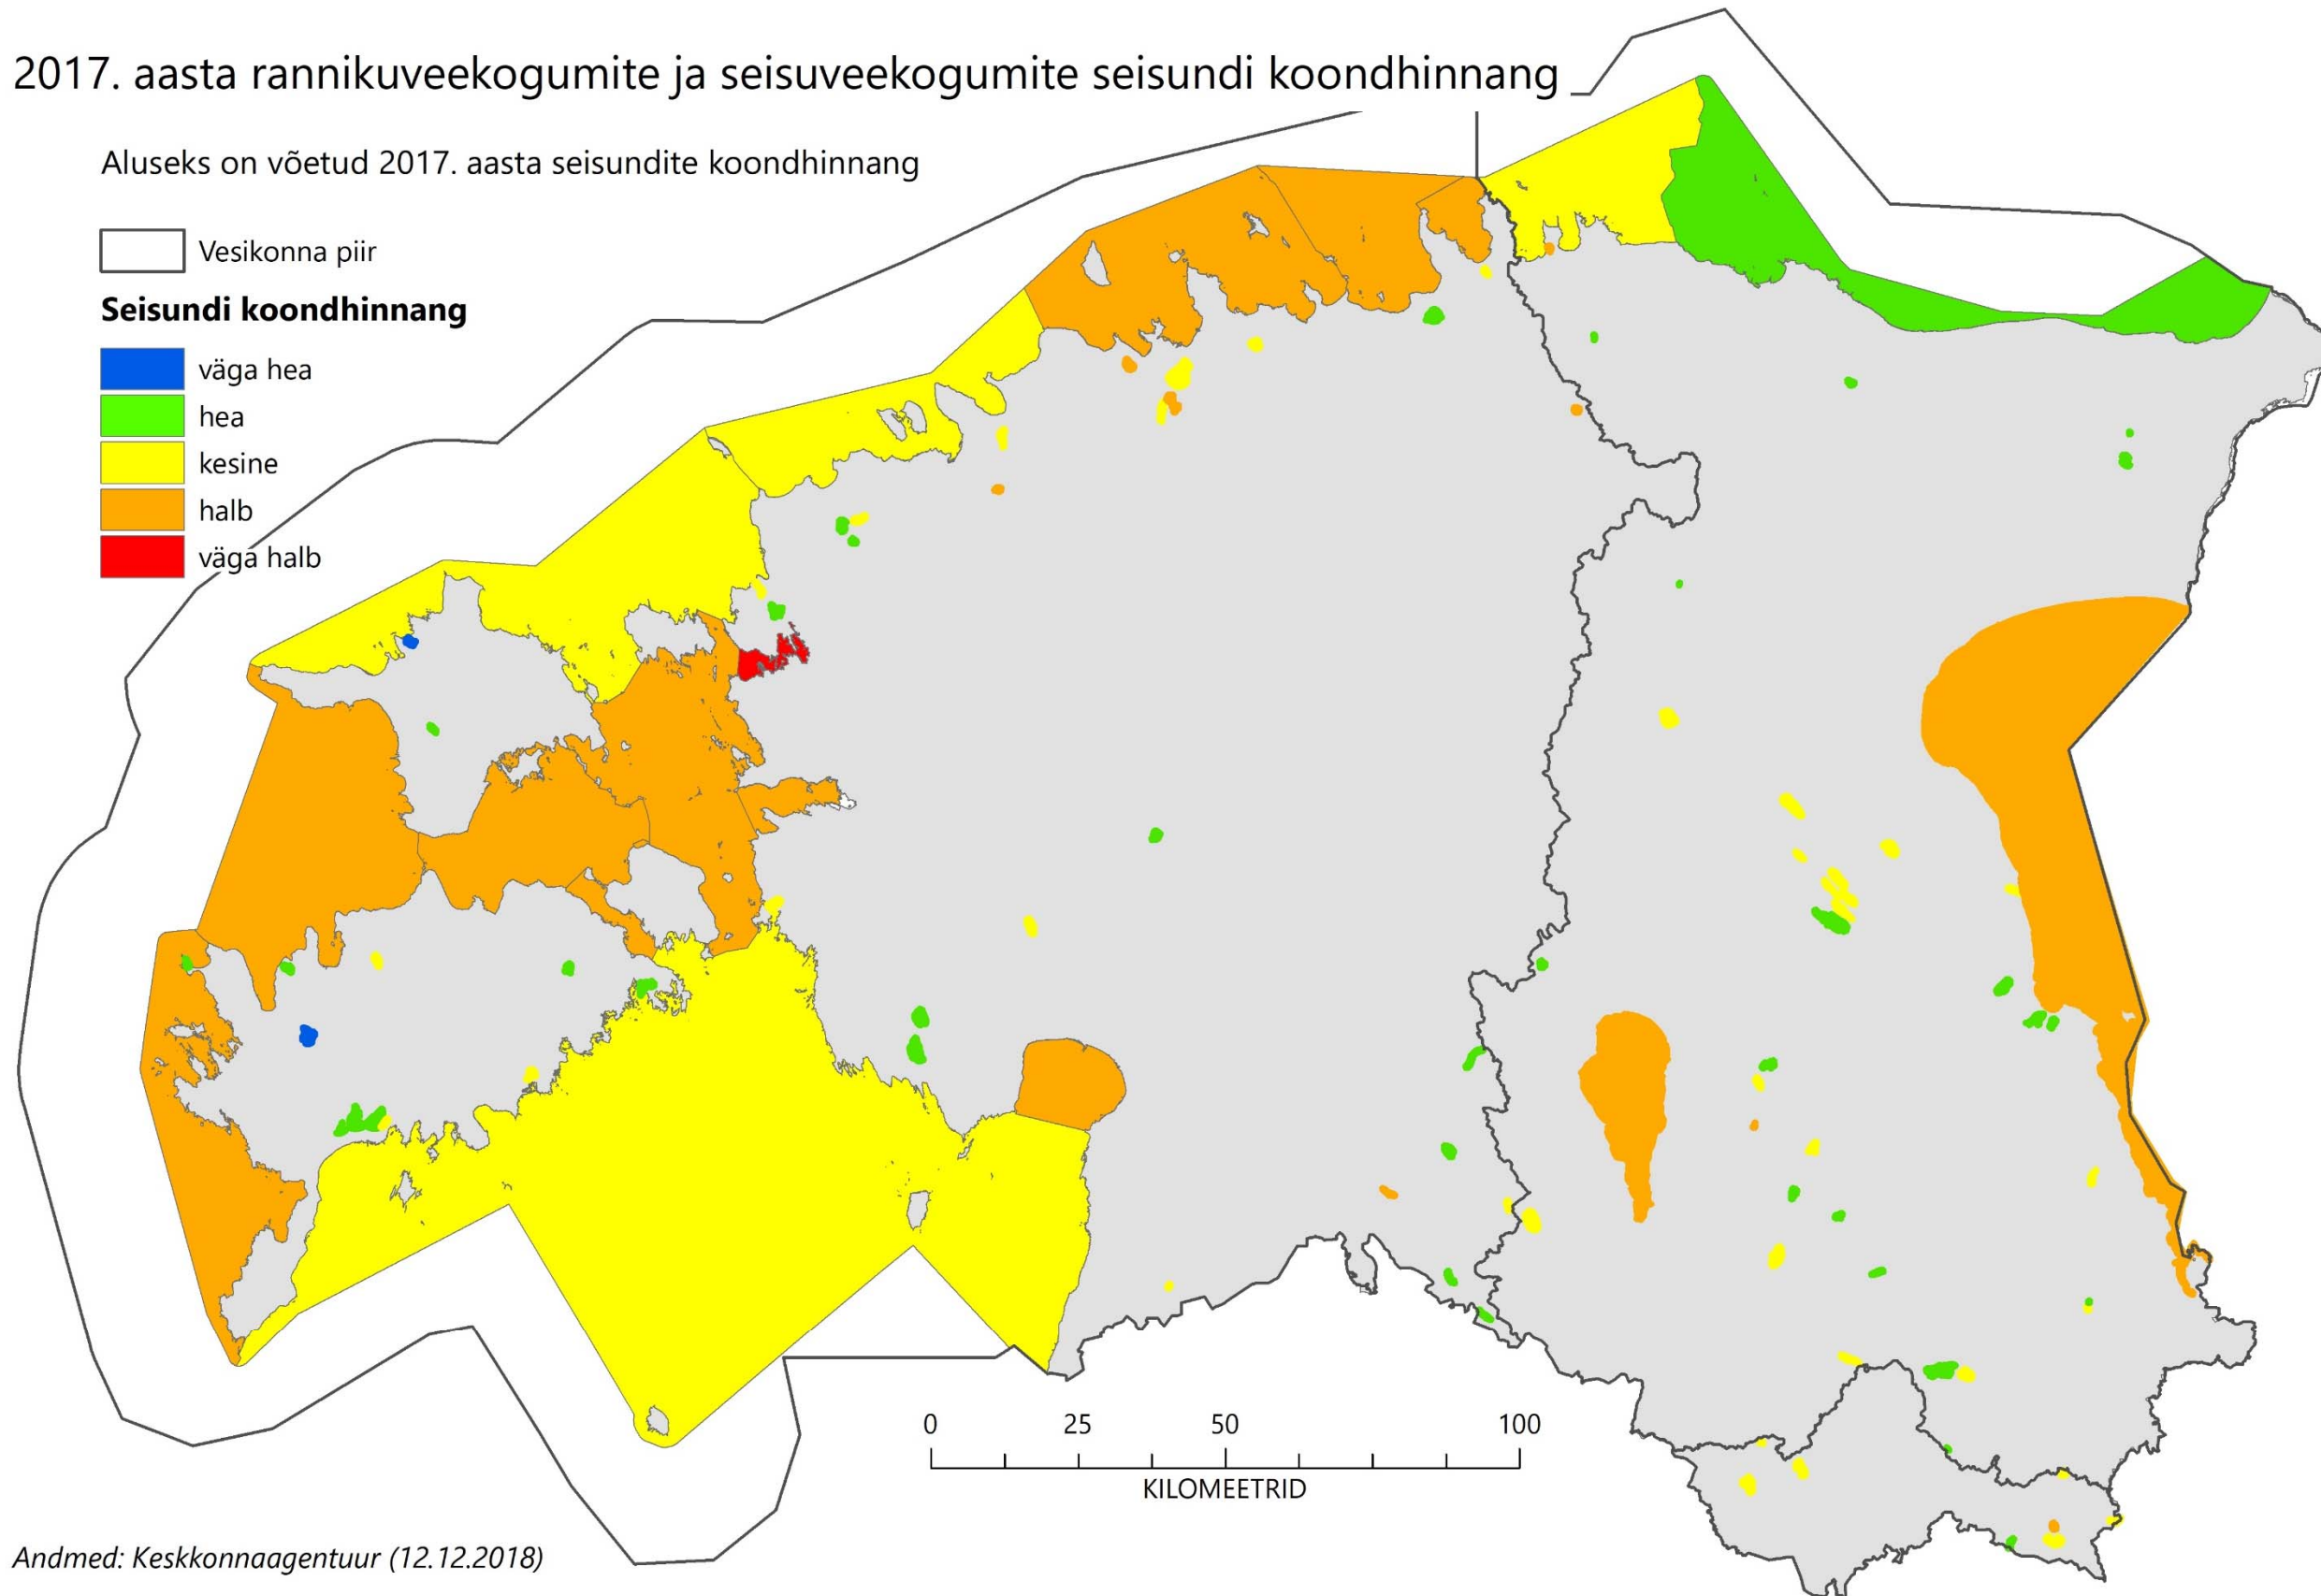 2017. aasta rannikuveekogumite ja seisuveekogumite seisundi koondhinnang
Aluseks on võetud 2017. aasta seisundite koondhinnang
Vesikonna piir
Seisundi koondhinnang
väga hea
hea
kesine
halb
väga halb
0 25 50 100
KILOMEETRID
Andmed: Keskkonnaagentuur (12.12.2018)